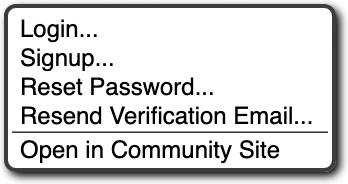 Login...
Signup...
Reset Password...
Resend Verification Email...
Open in Community Site